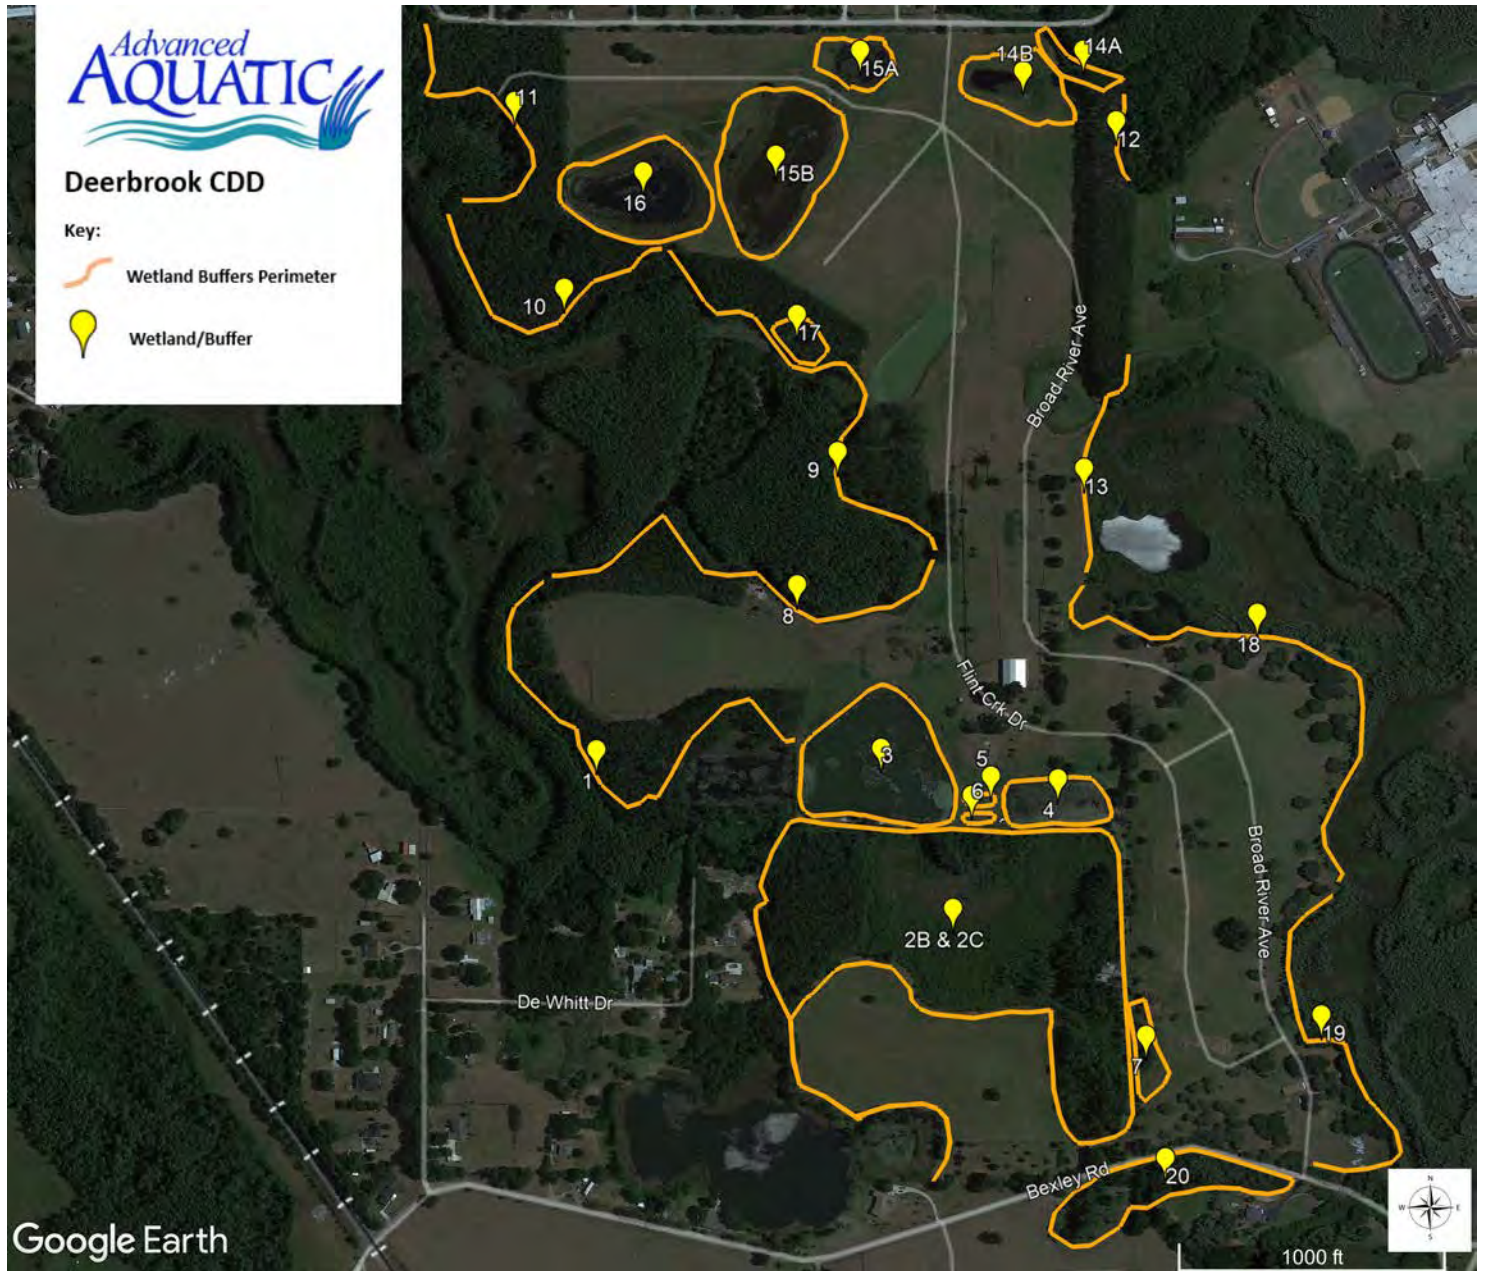 Advanced
AQUATIC
Deerbrook CDD
Key:
Wetland Buffers Perimeter
Wetland/Buffer
14A
14B
15A
11
12
15B
16
10
17
Broad River Ave
9
13
8
18
Flint Crk Dr
3
5
1
6
4
Broad River Ave
2B & 2C
De Whitt Dr
19
7
Bexley Rd
20
N
W
E
S
Google Earth
1000 ft